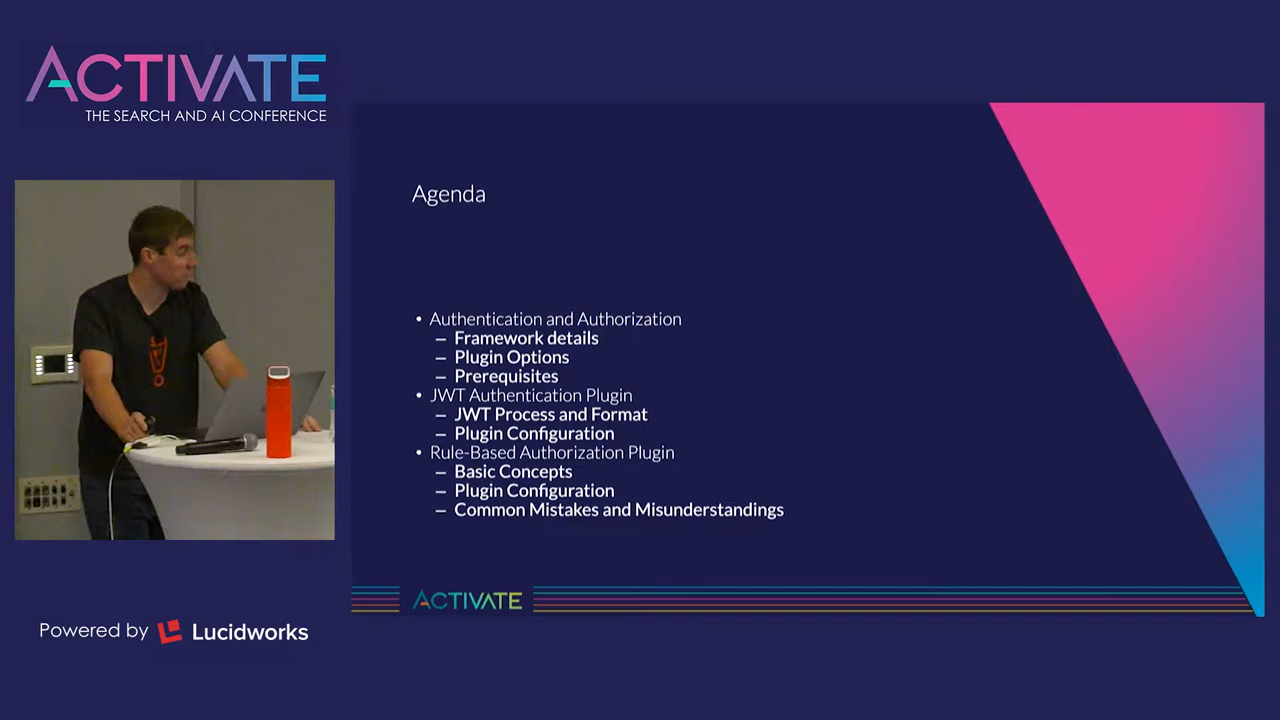 ACTIVATE
THE SEARCH AND AI CONFERENCE
Agenda
• Authentication and Authorization
– Framework details
– Plugin Options
– Prerequisites
• JWT Authentication Plugin
– JWT Process and Format
– Plugin Configuration
• Rule-Based Authorization Plugin
– Basic Concepts
– Plugin Configuration
– Common Mistakes and Misunderstandings
ACTIVATE
Powered by Lucidworks